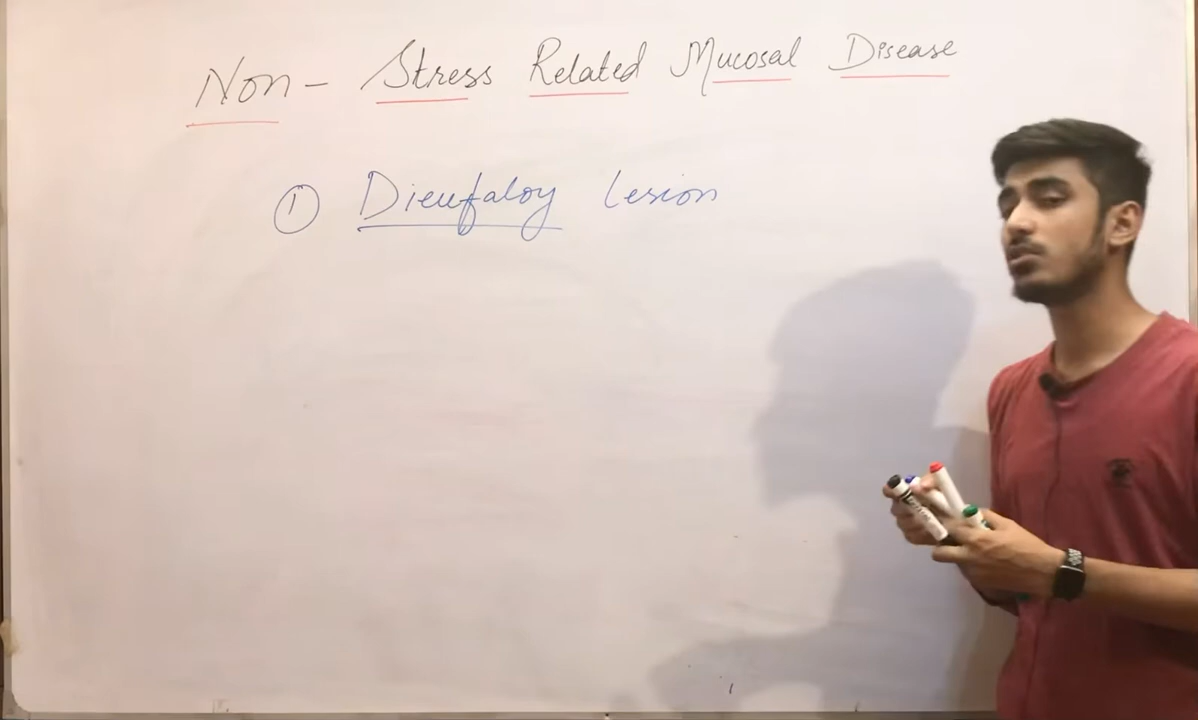 Non - Stress Related Mucosal Disease
① Dieufaloy lesion